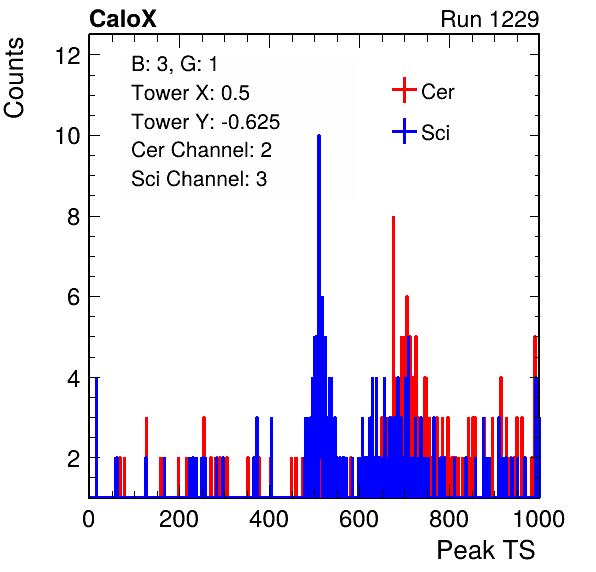 CaloX
Run 1229
Counts
B: 3, G: 1
Tower X: 0.5
Tower Y: -0.625
Cer Channel: 2
Sci Channel: 3
Cer
Sci
12
10
8
6
4
2
0 200 400 600 800 1000
Peak TS